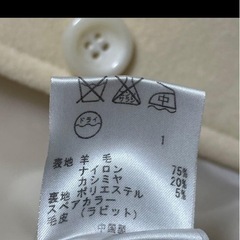 ドライ
1
表地 羊毛 75%
ナイロン 20%
カシミヤ 5%
裏地 ポリエステル
スペアカラー
毛皮(ラビット)
中国製